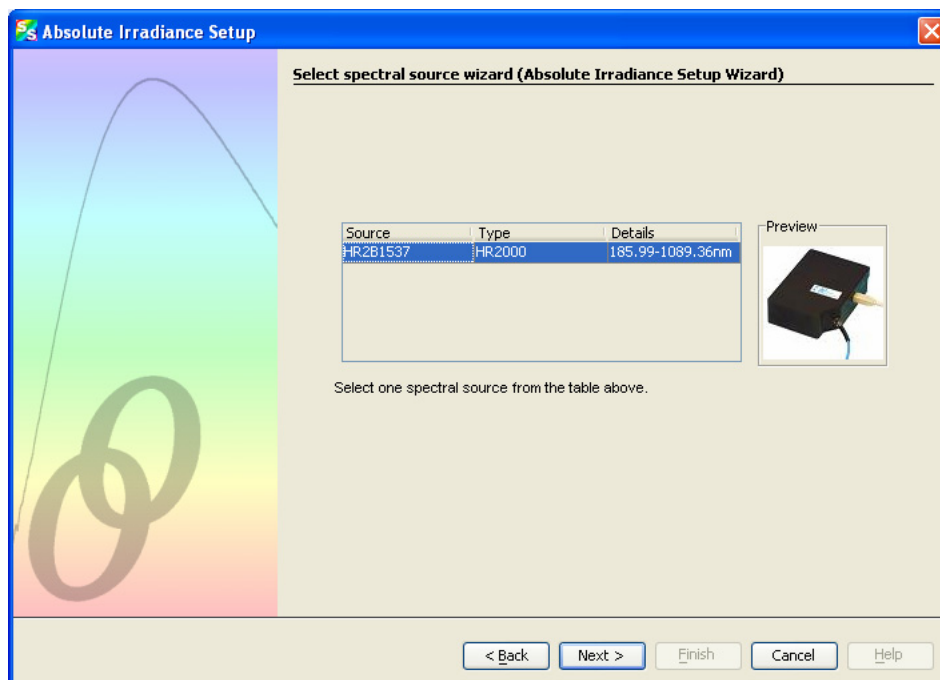 Absolute Irradiance Setup
Select spectral source wizard (Absolute Irradiance Setup Wizard)
Source Type Details
HR2B1537 HR2000 185.99-1089.36nm
Preview
Select one spectral source from the table above.
< Back Next > Finish Cancel Help